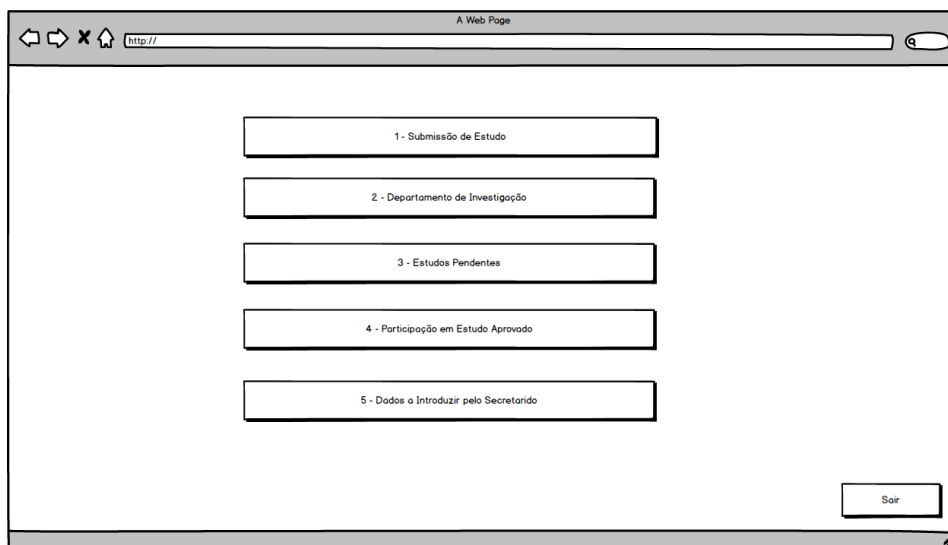 A Web Page
http://
1 - Submissão de Estudo
2 - Departamento de Investigação
3 - Estudos Pendentes
4 - Participação em Estudo Aprovado
5 - Dados a Introduzir pelo Secretarido
Sair